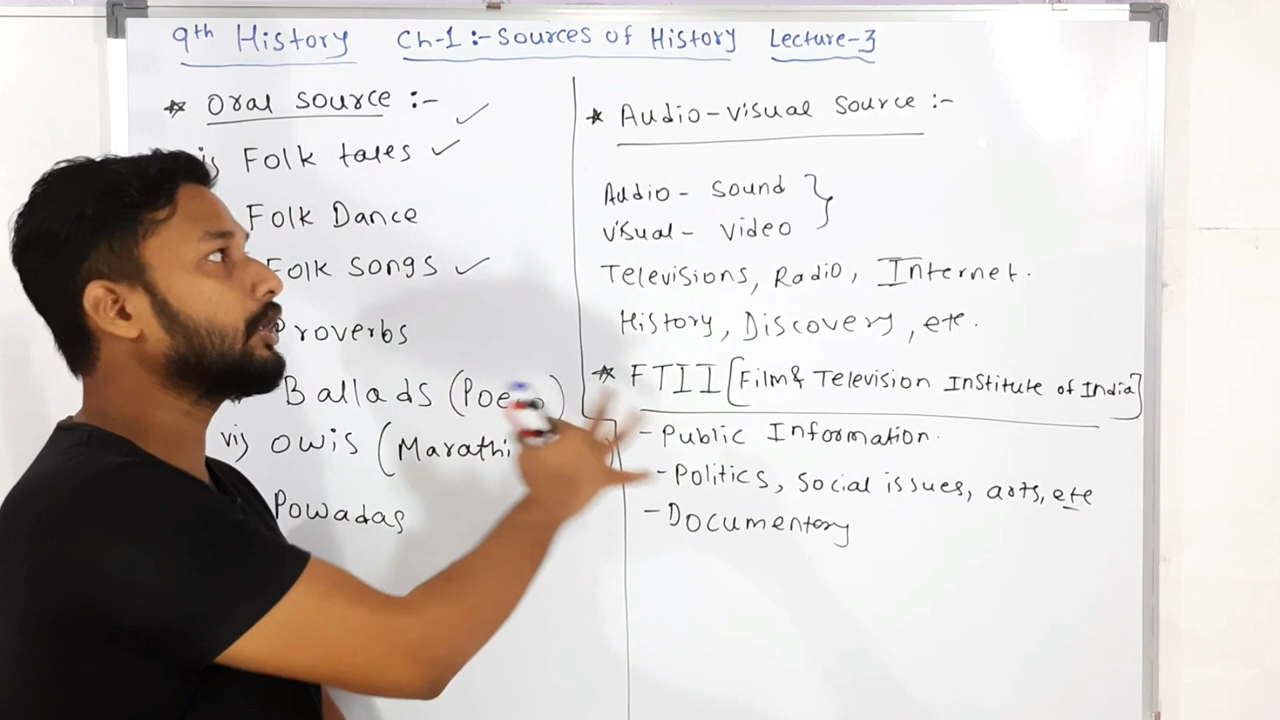 9th History Ch-1:- Sources of History Lecture-3
* Oral source :- ✓
Folk tales ✓
Folk Dance
Folk songs ✓
Proverbs
Ballads
vi) Owis (Marathi
Powadas
* Audio-visual Source :-
Audio - sound }
visual - video
Televisions, Radio, Internet.
History, Discovery, etc.
* FTII [Film & Television Institute of India]
- Public Information.
- Politics, social issues, arts, etc
- Documentory